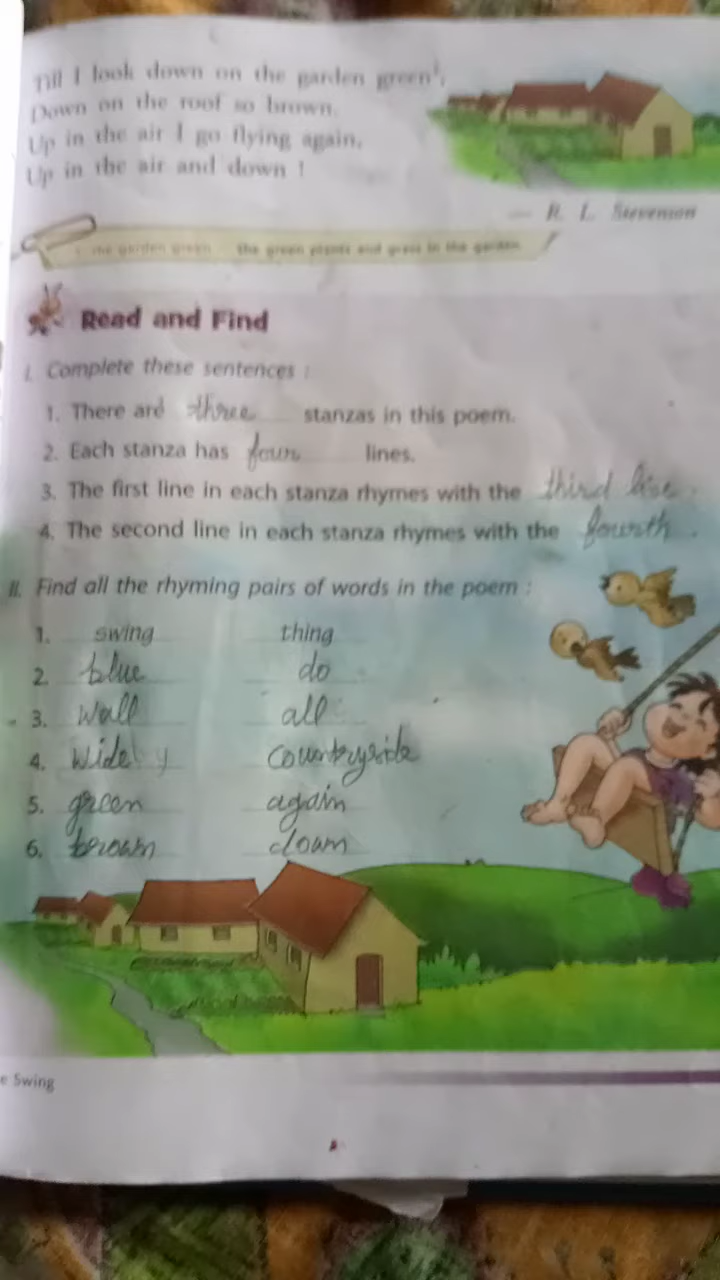 Till I look down on the garden green¹,
Down on the roof so brown.
Up in the air I go flying again,
Up in the air and down !
— R. L. Stevenson
1. the garden green : the green plants and grass in the garden
Read and Find
I. Complete these sentences :
1. There are three stanzas in this poem.
2. Each stanza has four lines.
3. The first line in each stanza rhymes with the third line.
4. The second line in each stanza rhymes with the fourth.
II. Find all the rhyming pairs of words in the poem :
1. swing thing
2. blue do
3. Wall all
4. Wide countryside
5. green again
6. brown down
e Swing